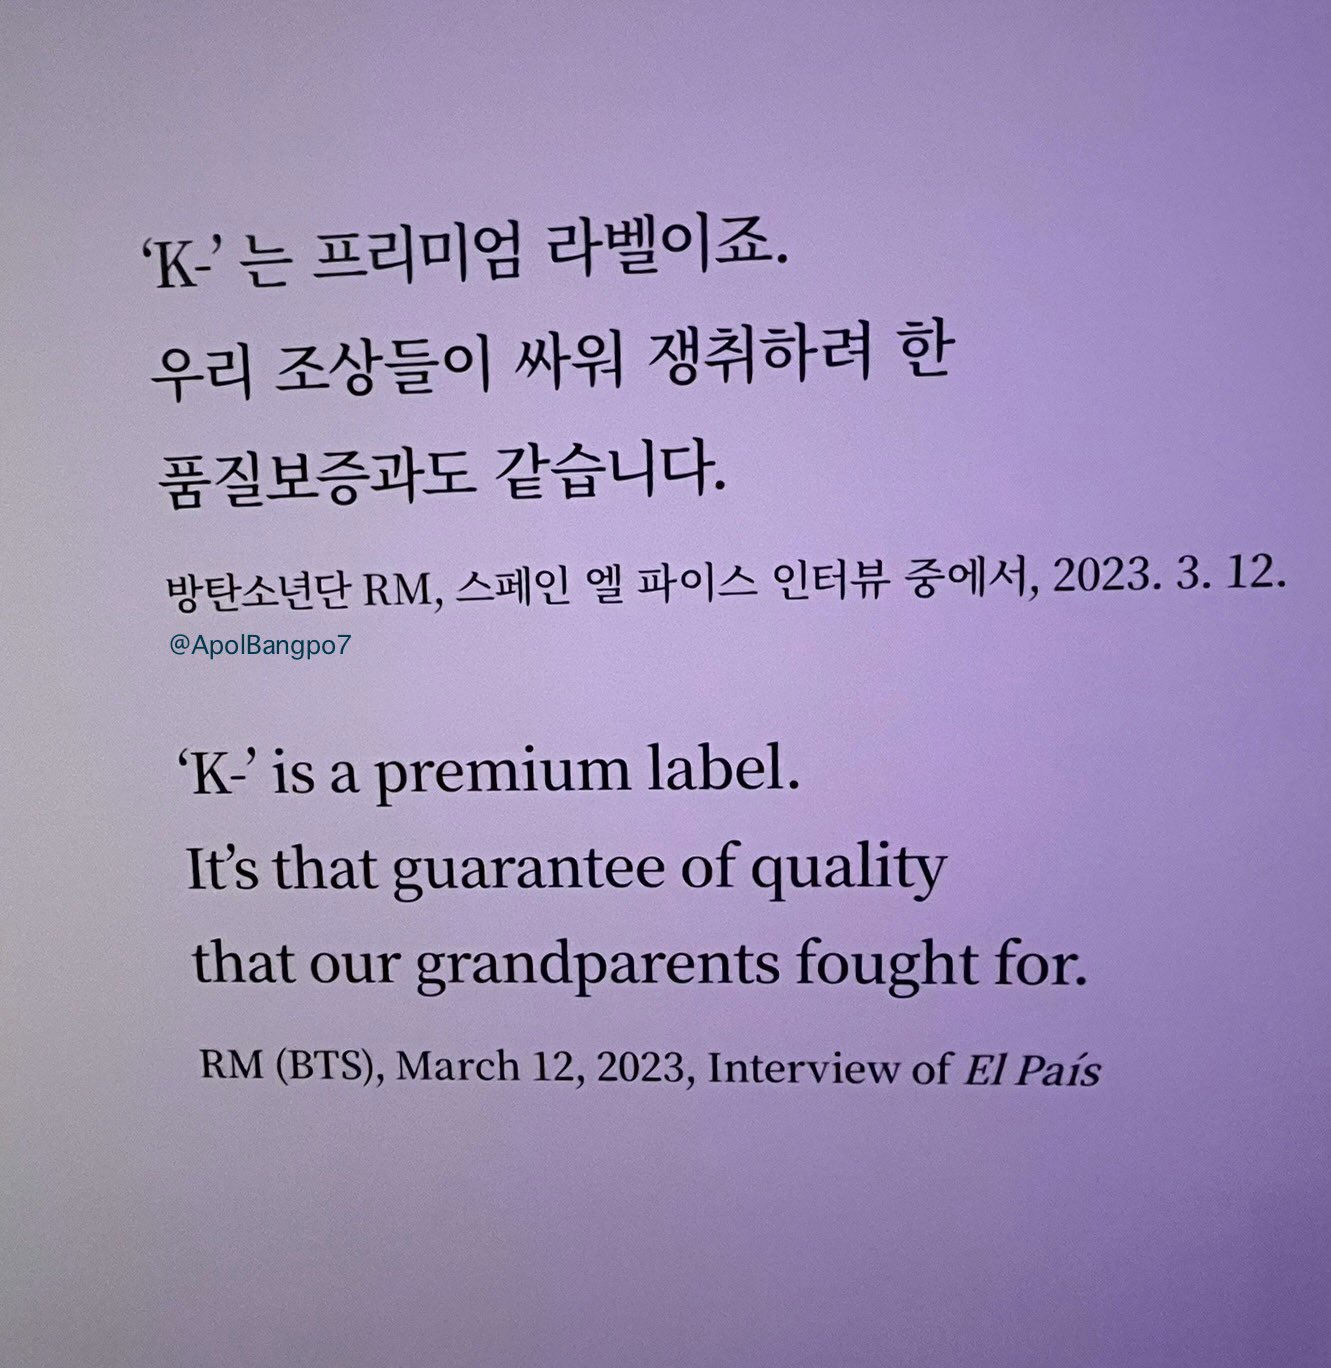 ‘K-’ 는 프리미엄 라벨이죠.
우리 조상들이 싸워 쟁취하려 한
품질보증과도 같습니다.
방탄소년단 RM, 스페인 엘 파이스 인터뷰 중에서, 2023. 3. 12.
@ApolBangpo7
‘K-’ is a premium label.
It’s that guarantee of quality
that our grandparents fought for.
RM (BTS), March 12, 2023, Interview of El País